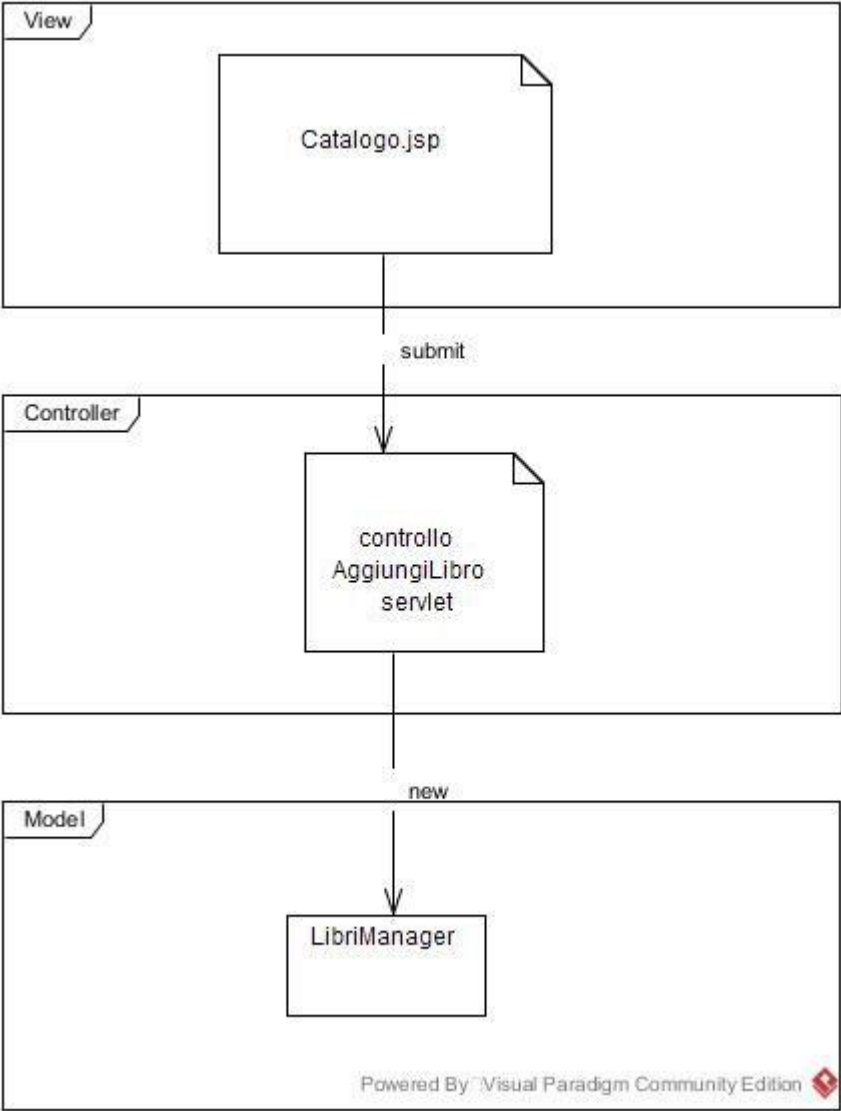 View
Catalogo.jsp
submit
Controller
controllo
AggiungiLibro
servlet
new
Model
LibriManager
Powered By Visual Paradigm Community Edition